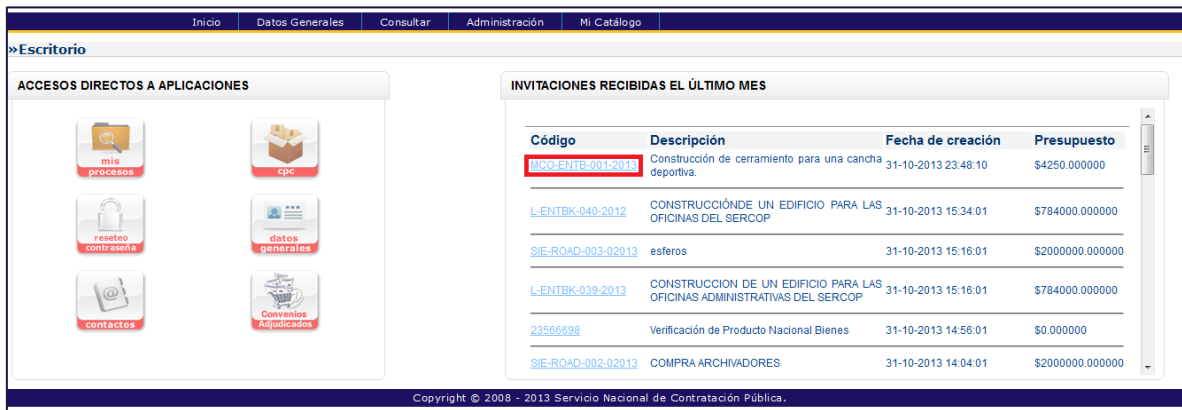 Inicio Datos Generales Consultar Administración Mi Catálogo
»Escritorio
ACCESOS DIRECTOS A APLICACIONES
mis
procesos
cpc
reseteo
contraseña
datos
generales
contactos
Convenios
Adjudicados
INVITACIONES RECIBIDAS EL ÚLTIMO MES
Código Descripción Fecha de creación Presupuesto
MCO-ENTB-001-2013 Construcción de cerramiento para una cancha 31-10-2013 23:48:10 $4250.000000
deportiva.
L-ENTBK-040-2012 CONSTRUCCIÓNDE UN EDIFICIO PARA LAS 31-10-2013 15:34:01 $784000.000000
OFICINAS DEL SERCOP
SIE-ROAD-003-02013 esferos 31-10-2013 15:16:01 $2000000.000000
L-ENTBK-039-2013 CONSTRUCCION DE UN EDIFICIO PARA LAS 31-10-2013 15:16:01 $784000.000000
OFICINAS ADMINISTRATIVAS DEL SERCOP
23566698 Verificación de Producto Nacional Bienes 31-10-2013 14:56:01 $0.000000
SIE-ROAD-002-02013 COMPRA ARCHIVADORES 31-10-2013 14:04:01 $2000000.000000
Copyright © 2008 - 2013 Servicio Nacional de Contratación Pública.